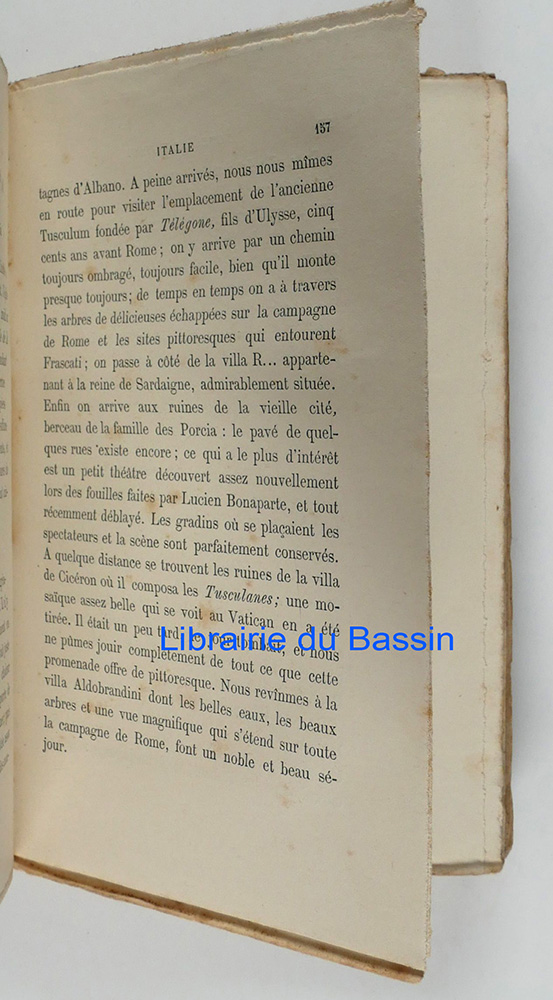 ITALIE
157
tagnes d'Albano. A peine arrivés, nous nous mîmes
en route pour visiter l'emplacement de l'ancienne
Tusculum fondée par Télégone, fils d'Ulysse, cinq
cents ans avant Rome ; on y arrive par un chemin
toujours ombragé, toujours facile, bien qu'il monte
presque toujours; de temps en temps on a à travers
les arbres de délicieuses échappées sur la campagne
de Rome et les sites pittoresques qui entourent
Frascati ; on passe à côté de la villa R... apparte-
nant à la reine de Sardaigne, admirablement située.
Enfin on arrive aux ruines de la vieille cité,
berceau de la famille des Porcia : le pavé de quel-
ques rues existe encore ; ce qui a le plus d'intérêt
est un petit théâtre découvert assez nouvellement
lors des fouilles faites par Lucien Bonaparte, et tout
récemment déblayé. Les gradins où se plaçaient les
spectateurs et la scène sont parfaitement conservés.
A quelque distance se trouvent les ruines de la villa
de Cicéron où il composa les Tusculanes; une mo-
saïque assez belle qui se voit au Vatican en a été
tirée. Il était un peu tard, le jour tombait, et nous
ne pûmes jouir complètement de tout ce que cette
promenade offre de pittoresque. Nous revînmes à la
villa Aldobrandini dont les belles eaux, les beaux
arbres et une vue magnifique qui s'étend sur toute
la campagne de Rome, font un noble et beau sé-
jour.
Librairie du Bassin